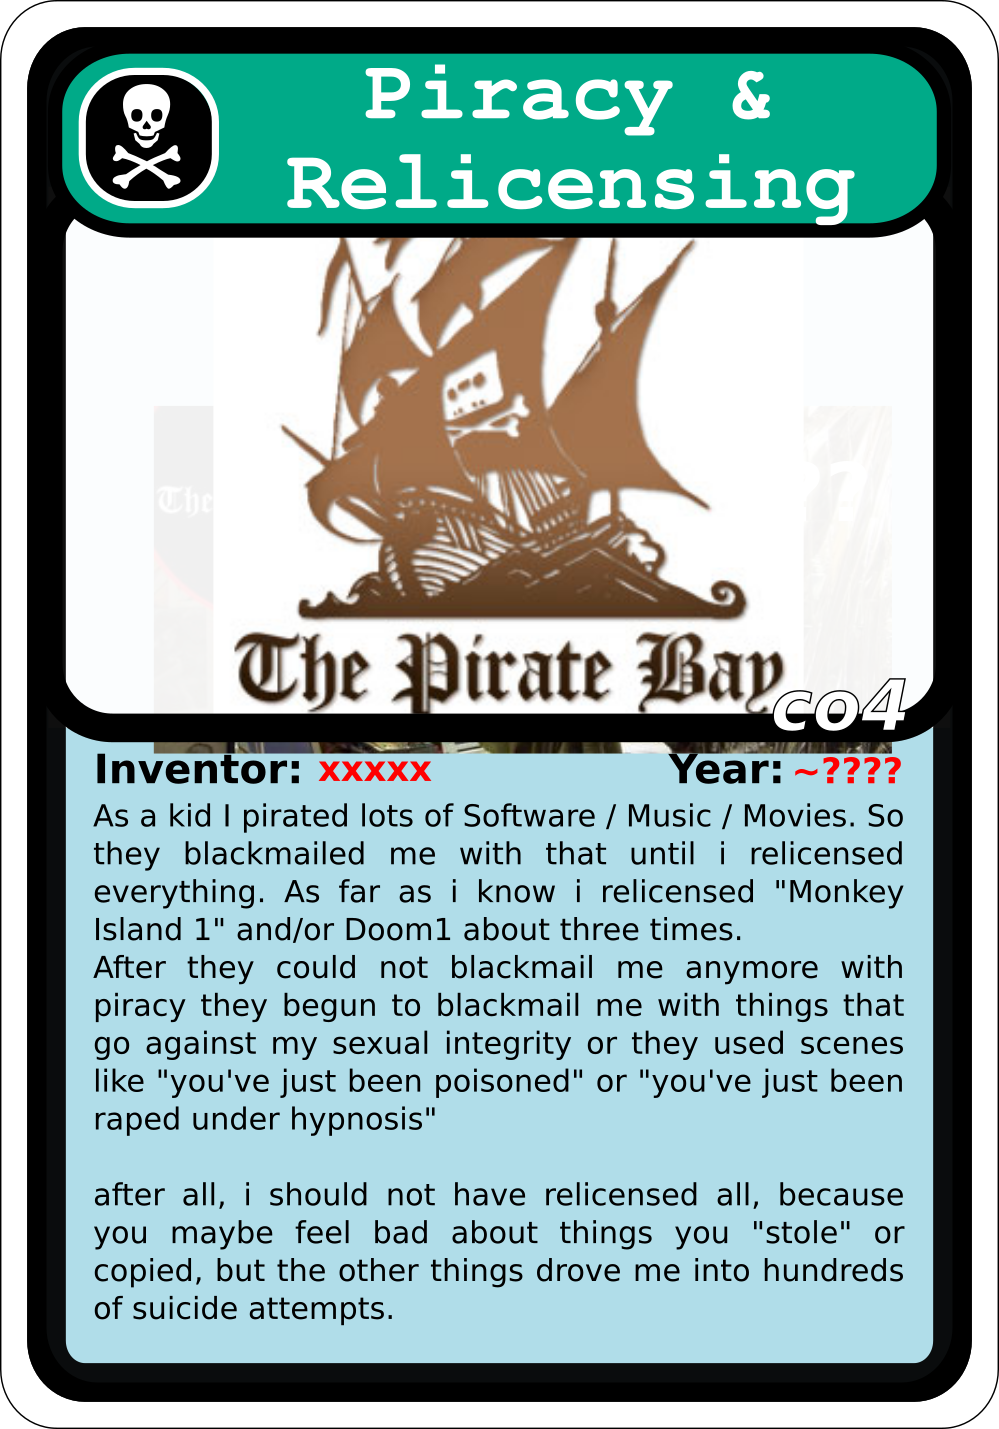 Piracy &
Relicensing
The
The Pirate Bay
co4
Inventor: xxxxx Year: ~????
As a kid I pirated lots of Software / Music / Movies. So
they blackmailed me with that until i relicensed
everything. As far as i know i relicensed "Monkey
Island 1" and/or Doom1 about three times.
After they could not blackmail me anymore with
piracy they begun to blackmail me with things that
go against my sexual integrity or they used scenes
like "you've just been poisoned" or "you've just been
raped under hypnosis"
after all, i should not have relicensed all, because
you maybe feel bad about things you "stole" or
copied, but the other things drove me into hundreds
of suicide attempts.